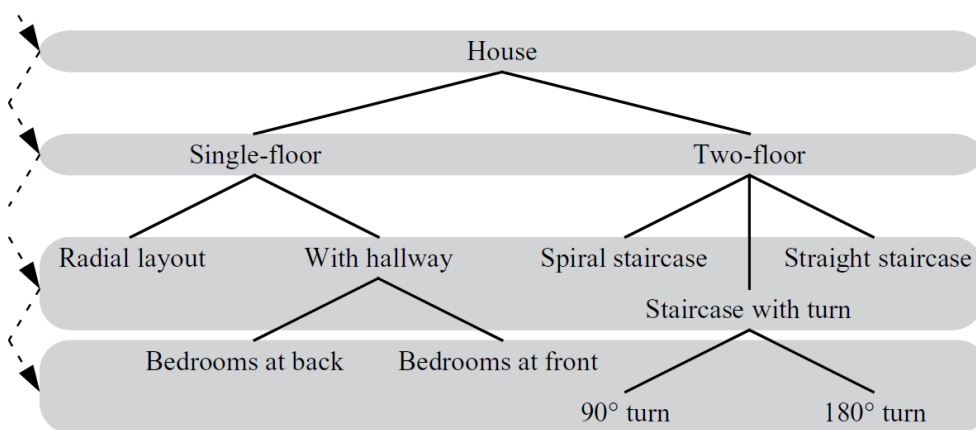 House
Single-floor Two-floor
Radial layout With hallway Spiral staircase Straight staircase
Staircase with turn
Bedrooms at back Bedrooms at front
90° turn 180° turn